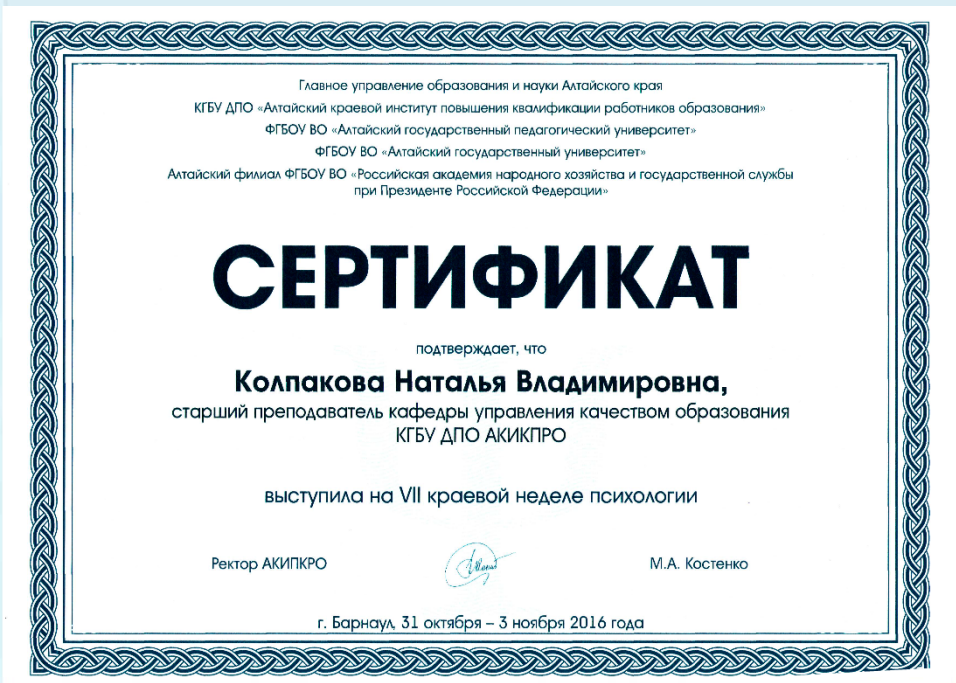 Главное управление образования и науки Алтайского края
КГБУ ДПО «Алтайский краевой институт повышения квалификации работников образования»
ФГБОУ ВО «Алтайский государственный педагогический университет»
ФГБОУ ВО «Алтайский государственный университет»
Алтайский филиал ФГБОУ ВО «Российская академия народного хозяйства и государственной службы
при Президенте Российской Федерации»
СЕРТИФИКАТ
подтверждает, что
Колпакова Наталья Владимировна,
старший преподаватель кафедры управления качеством образования
КГБУ ДПО АКИКПРО
выступила на VII краевой неделе психологии
Ректор АКИПКРО
М.А. Костенко
г. Барнаул, 31 октября – 3 ноября 2016 года